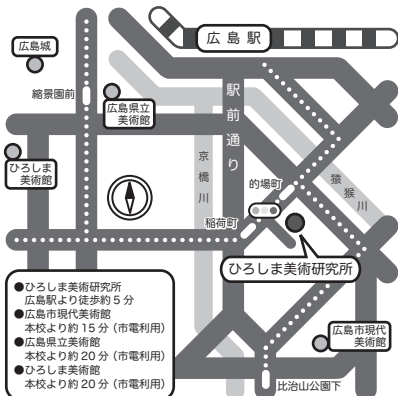 広島駅
広島城
縮景園前
広島県立
美術館
駅前通り
ひろしま
美術館
京橋川
猿猴川
的場町
稲荷町
ひろしま美術研究所
●ひろしま美術研究所
広島駅より徒歩約5分
●広島市現代美術館
本校より約15分(市電利用)
●広島県立美術館
本校より約20分(市電利用)
●ひろしま美術館
本校より約20分(市電利用)
広島市現代
美術館
比治山公園下